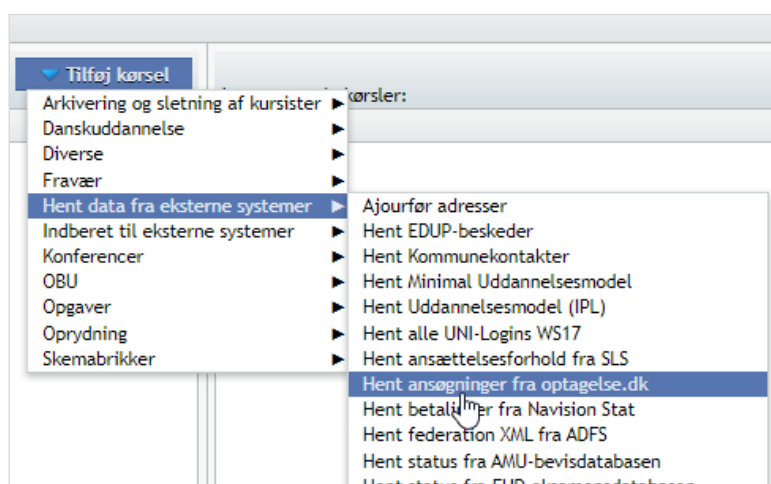 Tilføj kørsel
kørsler:
Arkivering og sletning af kursister
Danskuddannelse
Diverse
Fravær
Hent data fra eksterne systemer
Indberet til eksterne systemer
Konferencer
OBU
Opgaver
Oprydning
Skemabrikker
Ajourfør adresser
Hent EDUP-beskeder
Hent Kommunekontakter
Hent Minimal Uddannelsesmodel
Hent Uddannelsesmodel (IPL)
Hent alle UNI-Logins WS17
Hent ansættelsesforhold fra SLS
Hent ansøgninger fra optagelse.dk
Hent betalinger fra Navision Stat
Hent federation XML fra ADFS
Hent status fra AMU-bevisdatabasen